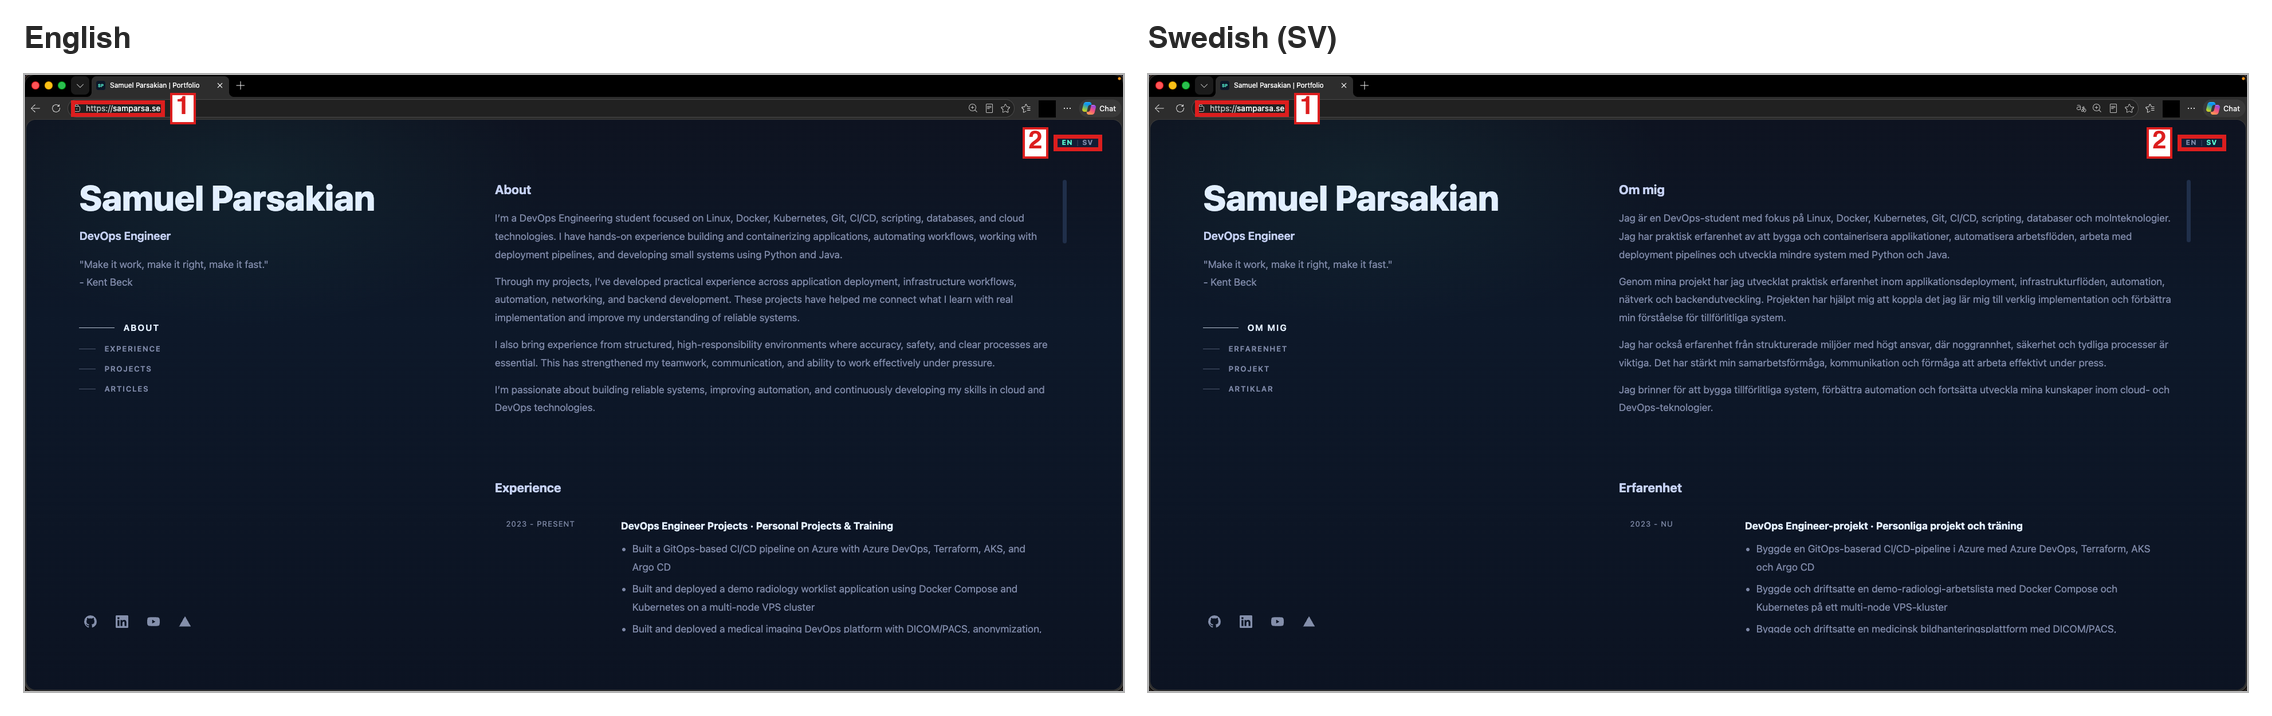 English
Samuel Parsakian | Portfolio
https://samparsa.se
1
Chat
2
EN | SV
Samuel Parsakian
DevOps Engineer
"Make it work, make it right, make it fast."
- Kent Beck
ABOUT
EXPERIENCE
PROJECTS
ARTICLES
About
I'm a DevOps Engineering student focused on Linux, Docker, Kubernetes, Git, CI/CD, scripting, databases, and cloud
technologies. I have hands-on experience building and containerizing applications, automating workflows, working with
deployment pipelines, and developing small systems using Python and Java.
Through my projects, I've developed practical experience across application deployment, infrastructure workflows,
automation, networking, and backend development. These projects have helped me connect what I learn with real
implementation and improve my understanding of reliable systems.
I also bring experience from structured, high-responsibility environments where accuracy, safety, and clear processes are
essential. This has strengthened my teamwork, communication, and ability to work effectively under pressure.
I'm passionate about building reliable systems, improving automation, and continuously developing my skills in cloud and
DevOps technologies.
Experience
2023 - PRESENT
DevOps Engineer Projects · Personal Projects & Training
• Built a GitOps-based CI/CD pipeline on Azure with Azure DevOps, Terraform, AKS, and
Argo CD
• Built and deployed a demo radiology worklist application using Docker Compose and
Kubernetes on a multi-node VPS cluster
• Built and deployed a medical imaging DevOps platform with DICOM/PACS, anonymization,
Swedish (SV)
Samuel Parsakian | Portfolio
https://samparsa.se
1
Chat
2
EN | SV
Samuel Parsakian
DevOps Engineer
"Make it work, make it right, make it fast."
- Kent Beck
OM MIG
ERFARENHET
PROJEKT
ARTIKLAR
Om mig
Jag är en DevOps-student med fokus på Linux, Docker, Kubernetes, Git, CI/CD, scripting, databaser och molnteknologier.
Jag har praktisk erfarenhet av att bygga och containerisera applikationer, automatisera arbetsflöden, arbeta med
deployment pipelines och utveckla mindre system med Python och Java.
Genom mina projekt har jag utvecklat praktisk erfarenhet inom applikationsdeployment, infrastrukturflöden, automation,
nätverk och backendutveckling. Projekten har hjälpt mig att koppla det jag lär mig till verklig implementation och förbättra
min förståelse för tillförlitliga system.
Jag har också erfarenhet från strukturerade miljöer med högt ansvar, där noggrannhet, säkerhet och tydliga processer är
viktiga. Det har stärkt min samarbetsförmåga, kommunikation och förmåga att arbeta effektivt under press.
Jag brinner för att bygga tillförlitliga system, förbättra automation och fortsätta utveckla mina kunskaper inom cloud- och
DevOps-teknologier.
Erfarenhet
2023 - NU
DevOps Engineer-projekt · Personliga projekt och träning
• Byggde en GitOps-baserad CI/CD-pipeline i Azure med Azure DevOps, Terraform, AKS
och Argo CD
• Byggde och driftsatte en demo-radiologi-arbetslista med Docker Compose och
Kubernetes på ett multi-node VPS-kluster
• Byggde och driftsatte en medicinsk bildhanteringsplattform med DICOM/PACS,